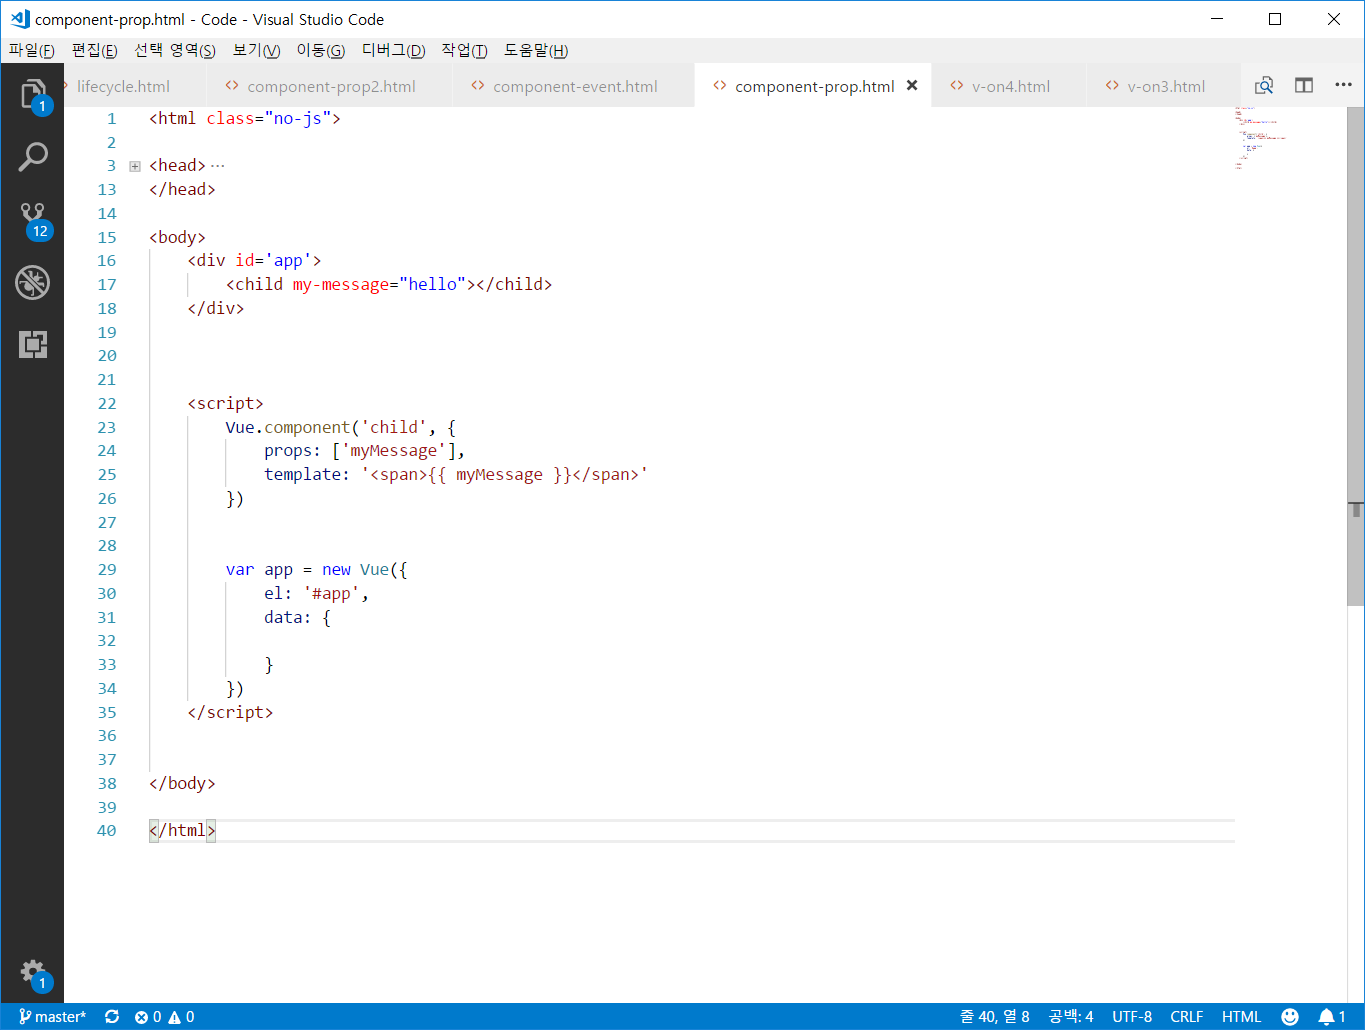 component-prop.html - Code - Visual Studio Code
파일(F) 편집(E) 선택 영역(S) 보기(V) 이동(G) 디버그(D) 작업(T) 도움말(H)
lifecycle.html component-prop2.html component-event.html component-prop.html v-on4.html v-on3.html
1 <html class="no-js">
2
3 <head> ...
13 </head>
14
15 <body>
16 <div id='app'>
17 <child my-message="hello"></child>
18 </div>
19
20
21
22 <script>
23 Vue.component('child', {
24 props: ['myMessage'],
25 template: '<span>{{ myMessage }}</span>'
26 })
27
28
29 var app = new Vue({
30 el: '#app',
31 data: {
32
33 }
34 })
35 </script>
36
37
38 </body>
39
40 </html>
1
12
1
master* 0 0 줄 40, 열 8 공백: 4 UTF-8 CRLF HTML 1